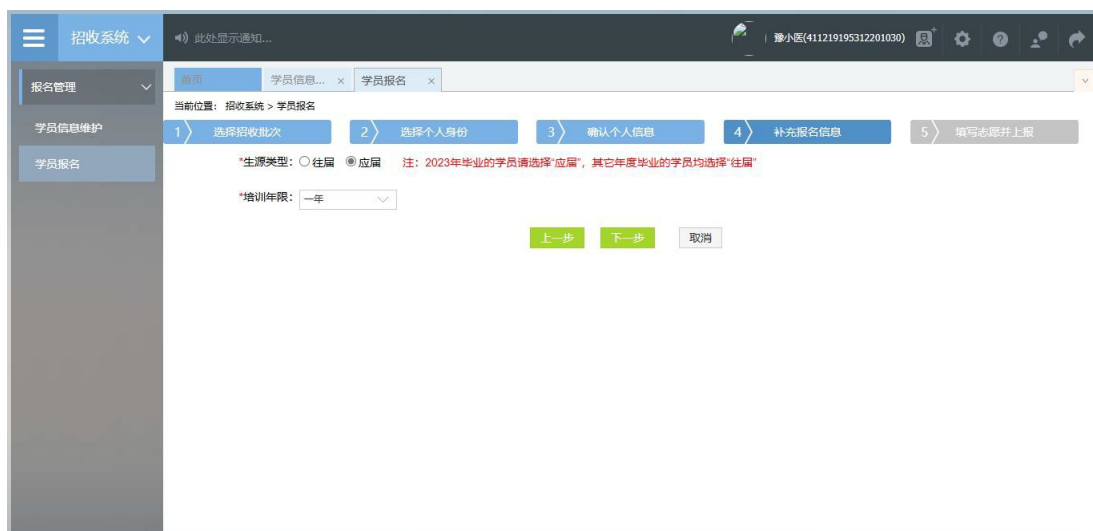 招收系统
此处显示通知...
豫小医(411219195312201030)
报名管理
学员信息维护
学员报名
首页
学员信息... ×
学员报名 ×
当前位置: 招收系统 > 学员报名
1 选择招收批次
2 选择个人身份
3 确认个人信息
4 补充报名信息
5 填写志愿并上报
*生源类型: 往届 应届 注: 2023年毕业的学员请选择“应届”, 其它年度毕业的学员均选择“往届”
*培训年限: 一年
上一步 下一步 取消